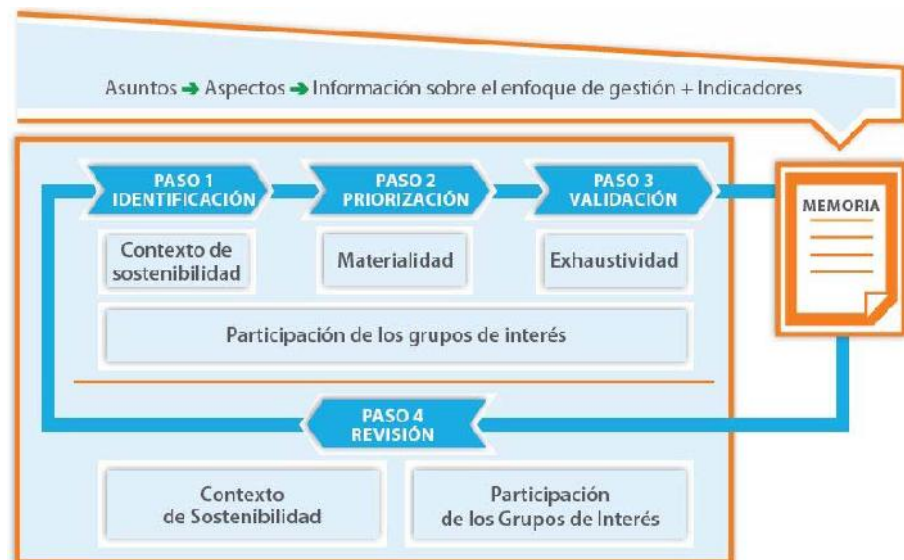 Asuntos ➔ Aspectos ➔ Información sobre el enfoque de gestión + Indicadores
PASO 1
IDENTIFICACIÓN
PASO 2
PRIORIZACIÓN
PASO 3
VALIDACIÓN
MEMORIA
Contexto de
sostenibilidad
Materialidad
Exhaustividad
Participación de los grupos de interés
PASO 4
REVISIÓN
Contexto
de Sostenibilidad
Participación
de los Grupos de Interés